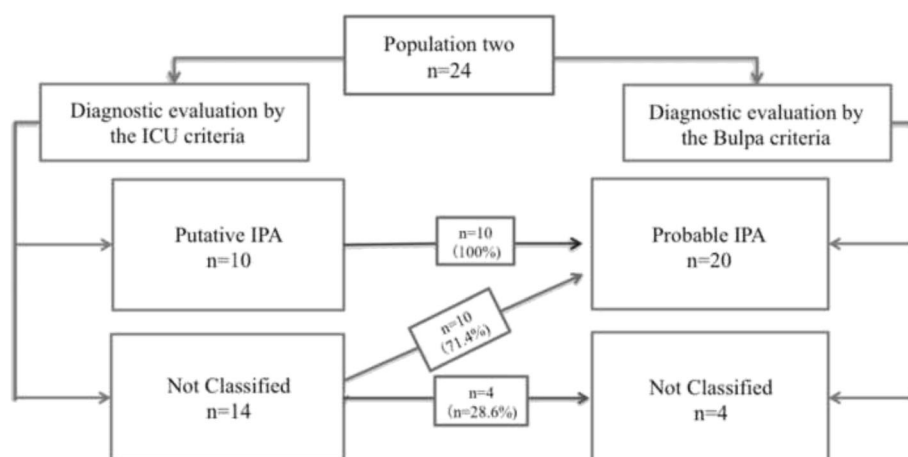 Population two
n=24
Diagnostic evaluation by
the ICU criteria
Diagnostic evaluation by
the Bulpa criteria
Putative IPA
n=10
n=10
(100%)
Probable IPA
n=20
n=10
(71.4%)
Not Classified
n=14
n=4
(n=28.6%)
Not Classified
n=4